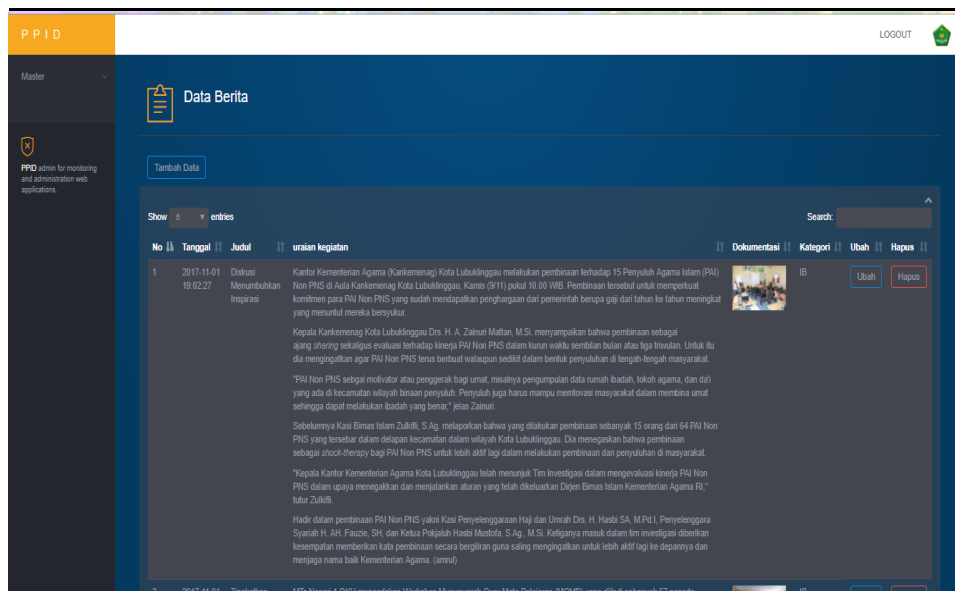 PPID
LOGOUT
Master
PPID admin for monitoring
and administration web
applications.
Data Berita
Tambah Data
Show 6 entries
Search:
No Tanggal Judul uraian kegiatan Dokumentasi Kategori Ubah Hapus
1 2017-11-01
19:02:27
Diskusi
Menumbuhkan
Inspirasi
Kantor Kementerian Agama (Kankemenag) Kota Lubuklinggau melakukan pembinaan terhadap 15 Penyuluh Agama Islam (PAI)
Non PNS di Aula Kankemenag Kota Lubuklinggau, Kamis (9/11) pukul 10.00 WIB. Pembinaan tersebut untuk memperkuat
komitmen para PAI Non PNS yang sudah mendapatkan penghargaan dari pemerintah berupa gaji dari tahun ke tahun meningkat
yang menuntut mereka bersyukur.
Kepala Kankemenag Kota Lubuklinggau Drs. H. A. Zainuri Mattan, M.Si. menyampaikan bahwa pembinaan sebagai
ajang sharing sekaligus evaluasi terhadap kinerja PAI Non PNS dalam kurun waktu sembilan bulan atau tiga triwulan. Untuk itu
dia mengingatkan agar PAI Non PNS terus berbuat walaupun sedikit dalam bentuk penyuluhan di tengah-tengah masyarakat.
"PAI Non PNS sebgai motivator atau penggerak bagi umat, misalnya pengumpulan data rumah ibadah, tokoh agama, dan da'i
yang ada di kecamatan wilayah binaan penyuluh. Penyuluh juga harus mampu memtovasi masyarakat dalam membina umat
sehingga dapat melakukan ibadah yang benar," jelas Zainuri.
Sebelumnya Kasi Bimas Islam Zulkifli, S.Ag. melaporkan bahwa yang dilakukan pembinaan sebanyak 15 orang dari 64 PAI Non
PNS yang tersebar dalam delapan kecamatan dalam wilayah Kota Lubuklinggau. Dia menegaskan bahwa pembinaan
sebagai shock-therapy bagi PAI Non PNS untuk lebih aktif lagi dalam melakukan pembinaan dan penyuluhan di masyarakat.
"Kepala Kantor Kementerian Agama Kota Lubuklinggau telah menunjuk Tim Investigasi dalam mengevaluasi kinerja PAI Non
PNS dalam upaya menegakkan dan menjalankan aturan yang telah dikeluarkan Dirjen Bimas Islam Kementerian Agama RI,"
tutur Zulkifli.
Hadir dalam pembinaan PAI Non PNS yakni Kasi Penyelenggaraan Haji dan Umrah Drs. H. Hasbi SA, M.Pd.I, Penyelenggara
Syariah H. AH. Fauzie, SH, dan Ketua Pokjaluh Hasbi Mustofa, S.Ag., M.Si. Ketiganya masuk dalam tim investigasi diberikan
kesempatan memberikan kata pembinaan secara bergiliran guna saling mengingatkan untuk lebih aktif lagi ke depannya dan
menjaga nama baik Kementerian Agama. (amrul)
IB
Ubah
Hapus